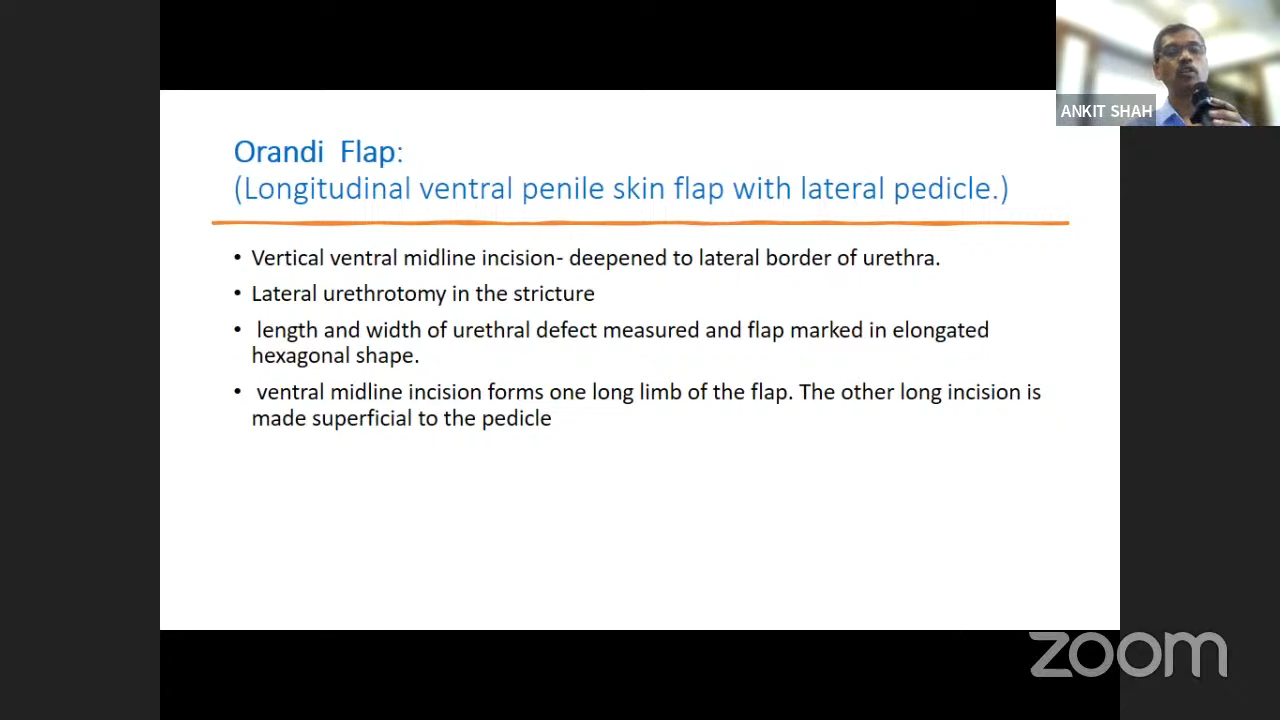 ANKIT SHAH
Orandi Flap:
(Longitudinal ventral penile skin flap with lateral pedicle.)
• Vertical ventral midline incision- deepened to lateral border of urethra.
• Lateral urethrotomy in the stricture
• length and width of urethral defect measured and flap marked in elongated
hexagonal shape.
• ventral midline incision forms one long limb of the flap. The other long incision is
made superficial to the pedicle
zoom